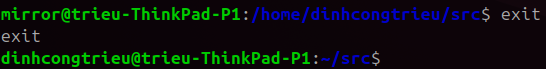 mirror@trieu-ThinkPad-P1:/home/dinhcongtrieu/src$ exit
exit
dinhcongtrieu@trieu-ThinkPad-P1:~/src$